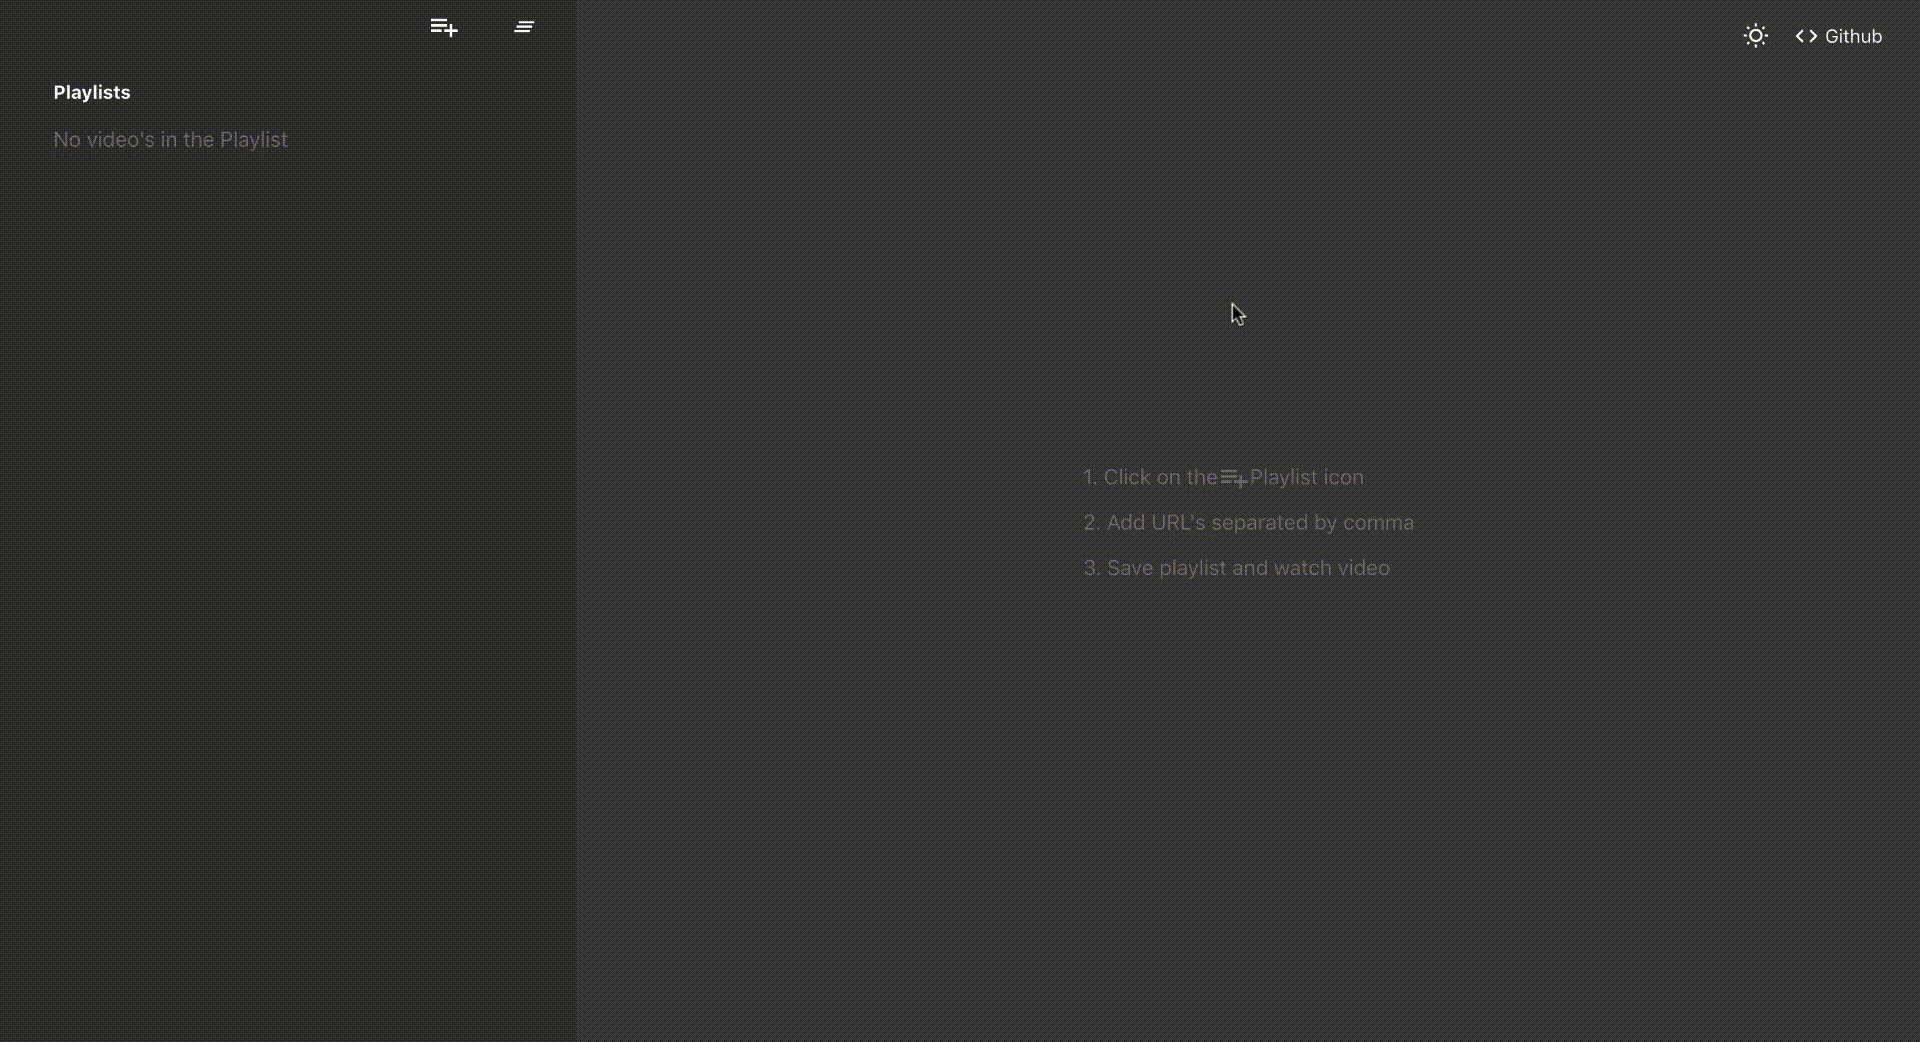 Github
Playlists
No video's in the Playlist
1. Click on the Playlist icon
2. Add URL's separated by comma
3. Save playlist and watch video